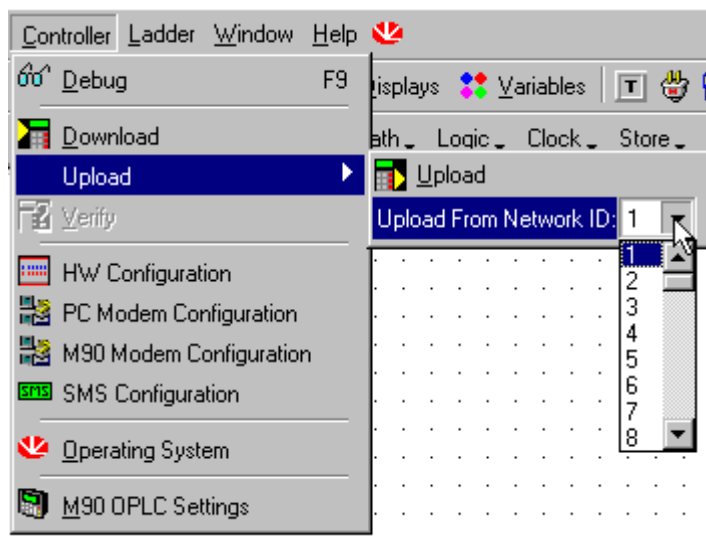 Controller Ladder Window Help
Debug F9
Displays Variables T
Download
Logic Clock Store
Upload
Upload
Verify
Upload From Network ID: 1
HW Configuration
1
PC Modem Configuration
2
M90 Modem Configuration
3
SMS SMS Configuration
4
5
6
7
8
Operating System
M90 OPLC Settings